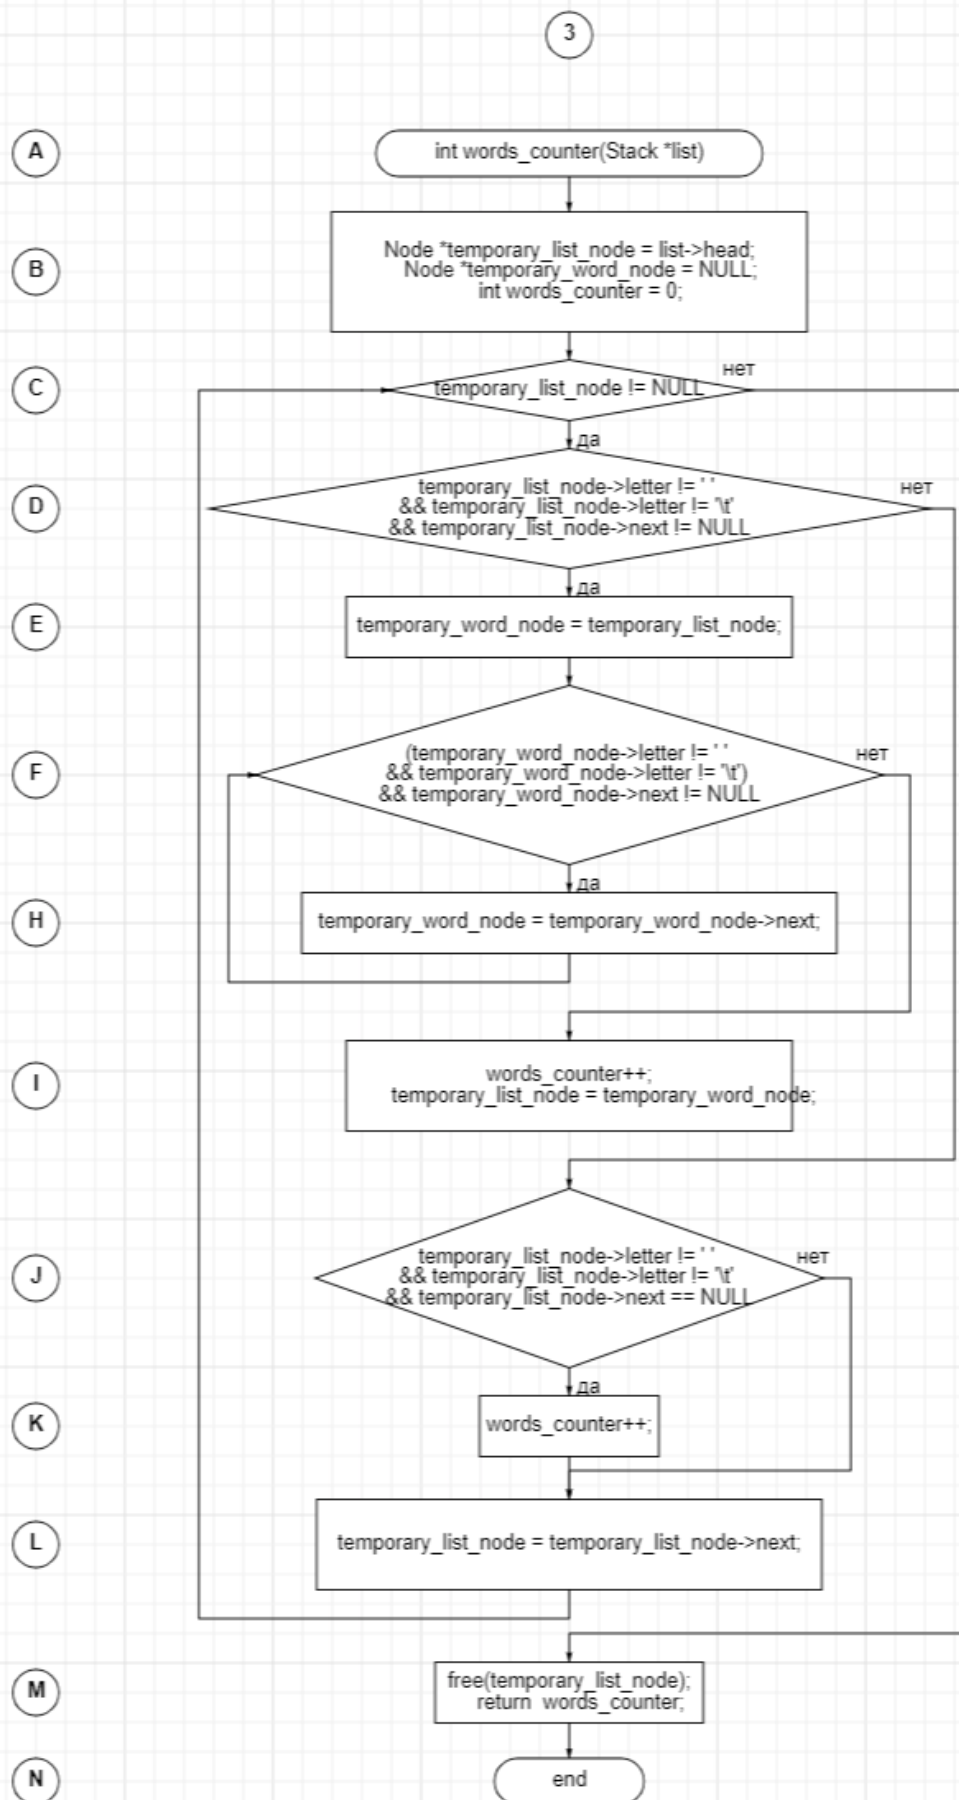 3
A
int words_counter(Stack *list)
B
Node *temporary_list_node = list->head;
Node *temporary_word_node = NULL;
int words_counter = 0;
C
temporary_list_node != NULL
нет
да
D
temporary_list_node->letter != ' '
&& temporary_list_node->letter != '\t'
&& temporary_list_node->next != NULL
нет
да
E
temporary_word_node = temporary_list_node;
F
(temporary_word_node->letter != ' '
&& temporary_word_node->letter != '\t')
&& temporary_word_node->next != NULL
нет
да
H
temporary_word_node = temporary_word_node->next;
I
words_counter++;
temporary_list_node = temporary_word_node;
J
temporary_list_node->letter != ' '
&& temporary_list_node->letter != '\t'
&& temporary_list_node->next == NULL
нет
да
K
words_counter++;
L
temporary_list_node = temporary_list_node->next;
M
free(temporary_list_node);
return words_counter;
N
end